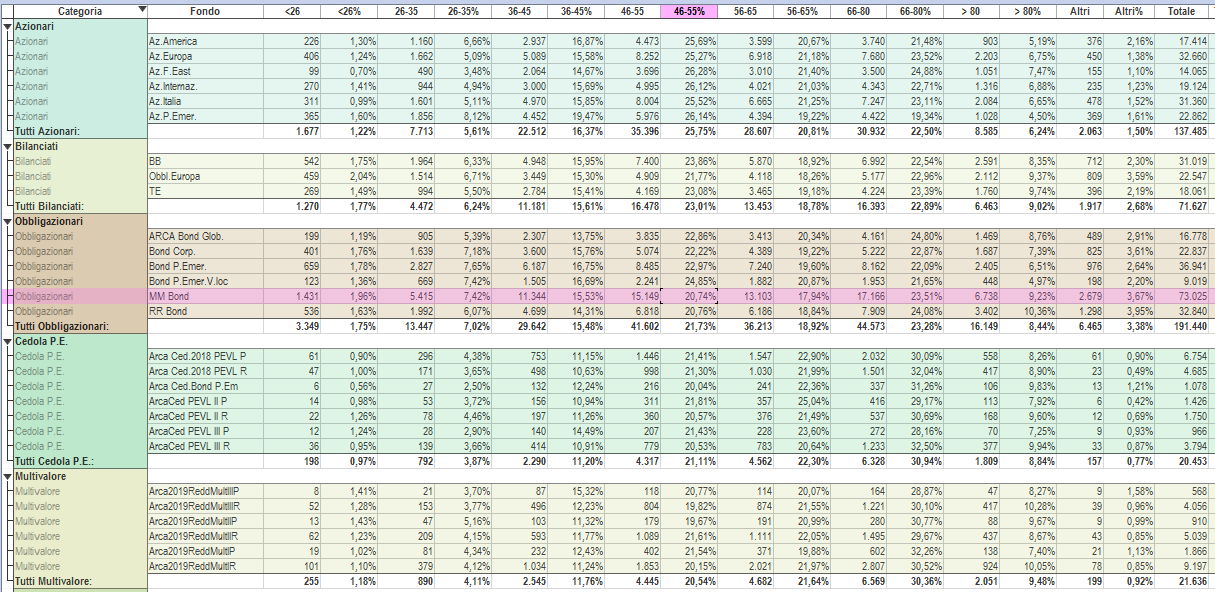 Categoria Fondo <26 <26% 26-35 26-35% 36-45 36-45% 46-55 46-55% 56-65 56-65% 66-80 66-80% > 80 > 80% Altri Altri% Totale
Azionari
Azionari Az.America 226 1,30% 1.160 6,66% 2.937 16,87% 4.473 25,69% 3.599 20,67% 3.740 21,48% 903 5,19% 376 2,16% 17.414
Azionari Az.Europa 406 1,24% 1.662 5,09% 5.089 15,58% 8.252 25,27% 6.918 21,18% 7.680 23,52% 2.203 6,75% 450 1,38% 32.660
Azionari Az.F.East 99 0,70% 490 3,48% 2.064 14,67% 3.696 26,28% 3.010 21,40% 3.500 24,88% 1.051 7,47% 155 1,10% 14.065
Azionari Az.Internaz. 270 1,41% 944 4,94% 3.000 15,69% 4.995 26,12% 4.021 21,03% 4.343 22,71% 1.316 6,88% 235 1,23% 19.124
Azionari Az.Italia 311 0,99% 1.601 5,11% 4.970 15,85% 8.004 25,52% 6.665 21,25% 7.247 23,11% 2.084 6,65% 478 1,52% 31.360
Azionari Az.P.Emer. 365 1,60% 1.856 8,12% 4.452 19,47% 5.976 26,14% 4.394 19,22% 4.422 19,34% 1.028 4,50% 369 1,61% 22.862
Tutti Azionari: 1.677 1,22% 7.713 5,61% 22.512 16,37% 35.396 25,75% 28.607 20,81% 30.932 22,50% 8.585 6,24% 2.063 1,50% 137.485
Bilanciati
Bilanciati BB 542 1,75% 1.964 6,33% 4.948 15,95% 7.400 23,86% 5.870 18,92% 6.992 22,54% 2.591 8,35% 712 2,30% 31.019
Bilanciati Obbl.Europa 459 2,04% 1.514 6,71% 3.449 15,30% 4.909 21,77% 4.118 18,26% 5.177 22,96% 2.112 9,37% 809 3,59% 22.547
Bilanciati TE 269 1,49% 994 5,50% 2.784 15,41% 4.169 23,08% 3.465 19,18% 4.224 23,39% 1.760 9,74% 396 2,19% 18.061
Tutti Bilanciati: 1.270 1,77% 4.472 6,24% 11.181 15,61% 16.478 23,01% 13.453 18,78% 16.393 22,89% 6.463 9,02% 1.917 2,68% 71.627
Obbligazionari
Obbligazionari ARCA Bond Glob. 199 1,19% 905 5,39% 2.307 13,75% 3.835 22,86% 3.413 20,34% 4.161 24,80% 1.469 8,76% 489 2,91% 16.778
Obbligazionari Bond Corp. 401 1,76% 1.639 7,18% 3.600 15,76% 5.074 22,22% 4.389 19,22% 5.222 22,87% 1.687 7,39% 825 3,61% 22.837
Obbligazionari Bond P.Emer. 659 1,78% 2.827 7,65% 6.187 16,75% 8.485 22,97% 7.240 19,60% 8.162 22,09% 2.405 6,51% 976 2,64% 36.941
Obbligazionari Bond P.Emer.V.loc 123 1,36% 669 7,42% 1.505 16,69% 2.241 24,85% 1.882 20,87% 1.953 21,65% 448 4,97% 198 2,20% 9.019
Obbligazionari MM Bond 1.431 1,96% 5.415 7,42% 11.344 15,53% 15.149 20,74% 13.103 17,94% 17.166 23,51% 6.738 9,23% 2.679 3,67% 73.025
Obbligazionari RR Bond 536 1,63% 1.992 6,07% 4.699 14,31% 6.818 20,76% 6.186 18,84% 7.909 24,08% 3.402 10,36% 1.298 3,95% 32.840
Tutti Obbligazionari: 3.349 1,75% 13.447 7,02% 29.642 15,48% 41.602 21,73% 36.213 18,92% 44.573 23,28% 16.149 8,44% 6.465 3,38% 191.440
Cedola P.E.
Cedola P.E. Arca Ced.2018 PEVL P 61 0,90% 296 4,38% 753 11,15% 1.446 21,41% 1.547 22,90% 2.032 30,09% 558 8,26% 61 0,90% 6.754
Cedola P.E. Arca Ced.2018 PEVL R 47 1,00% 171 3,65% 498 10,63% 998 21,30% 1.030 21,99% 1.501 32,04% 417 8,90% 23 0,49% 4.685
Cedola P.E. Arca Ced.Bond P.Em 6 0,56% 27 2,50% 132 12,24% 216 20,04% 241 22,36% 337 31,26% 106 9,83% 13 1,21% 1.078
Cedola P.E. ArcaCed PEVL II P 14 0,98% 53 3,72% 156 10,94% 311 21,81% 357 25,04% 416 29,17% 113 7,92% 6 0,42% 1.426
Cedola P.E. ArcaCed PEVL II R 22 1,26% 78 4,46% 197 11,26% 360 20,57% 376 21,49% 537 30,69% 168 9,60% 12 0,69% 1.750
Cedola P.E. ArcaCed PEVL III P 12 1,24% 28 2,90% 140 14,49% 207 21,43% 228 23,60% 272 28,16% 70 7,25% 9 0,93% 966
Cedola P.E. ArcaCed PEVL III R 36 0,95% 139 3,66% 414 10,91% 779 20,53% 783 20,64% 1.233 32,50% 377 9,94% 33 0,87% 3.794
Tutti Cedola P.E.: 198 0,97% 792 3,87% 2.290 11,20% 4.317 21,11% 4.562 22,30% 6.328 30,94% 1.809 8,84% 157 0,77% 20.453
Multivalore
Multivalore Arca2019ReddMultIIIP 8 1,41% 21 3,70% 87 15,32% 118 20,77% 114 20,07% 164 28,87% 47 8,27% 9 1,58% 568
Multivalore Arca2019ReddMultIIIR 52 1,28% 153 3,77% 496 12,23% 804 19,82% 874 21,55% 1.221 30,10% 417 10,28% 39 0,96% 4.056
Multivalore Arca2019ReddMultIIP 13 1,43% 47 5,16% 103 11,32% 179 19,67% 191 20,99% 280 30,77% 88 9,67% 9 0,99% 910
Multivalore Arca2019ReddMultIIR 62 1,23% 209 4,15% 593 11,77% 1.089 21,61% 1.111 22,05% 1.495 29,67% 437 8,67% 43 0,85% 5.039
Multivalore Arca2019ReddMultIP 19 1,02% 81 4,34% 232 12,43% 402 21,54% 371 19,88% 602 32,26% 138 7,40% 21 1,13% 1.866
Multivalore Arca2019ReddMultIR 101 1,10% 379 4,12% 1.034 11,24% 1.853 20,15% 2.021 21,97% 2.807 30,52% 924 10,05% 78 0,85% 9.197
Tutti Multivalore: 255 1,18% 890 4,11% 2.545 11,76% 4.445 20,54% 4.682 21,64% 6.569 30,36% 2.051 9,48% 199 0,92% 21.636